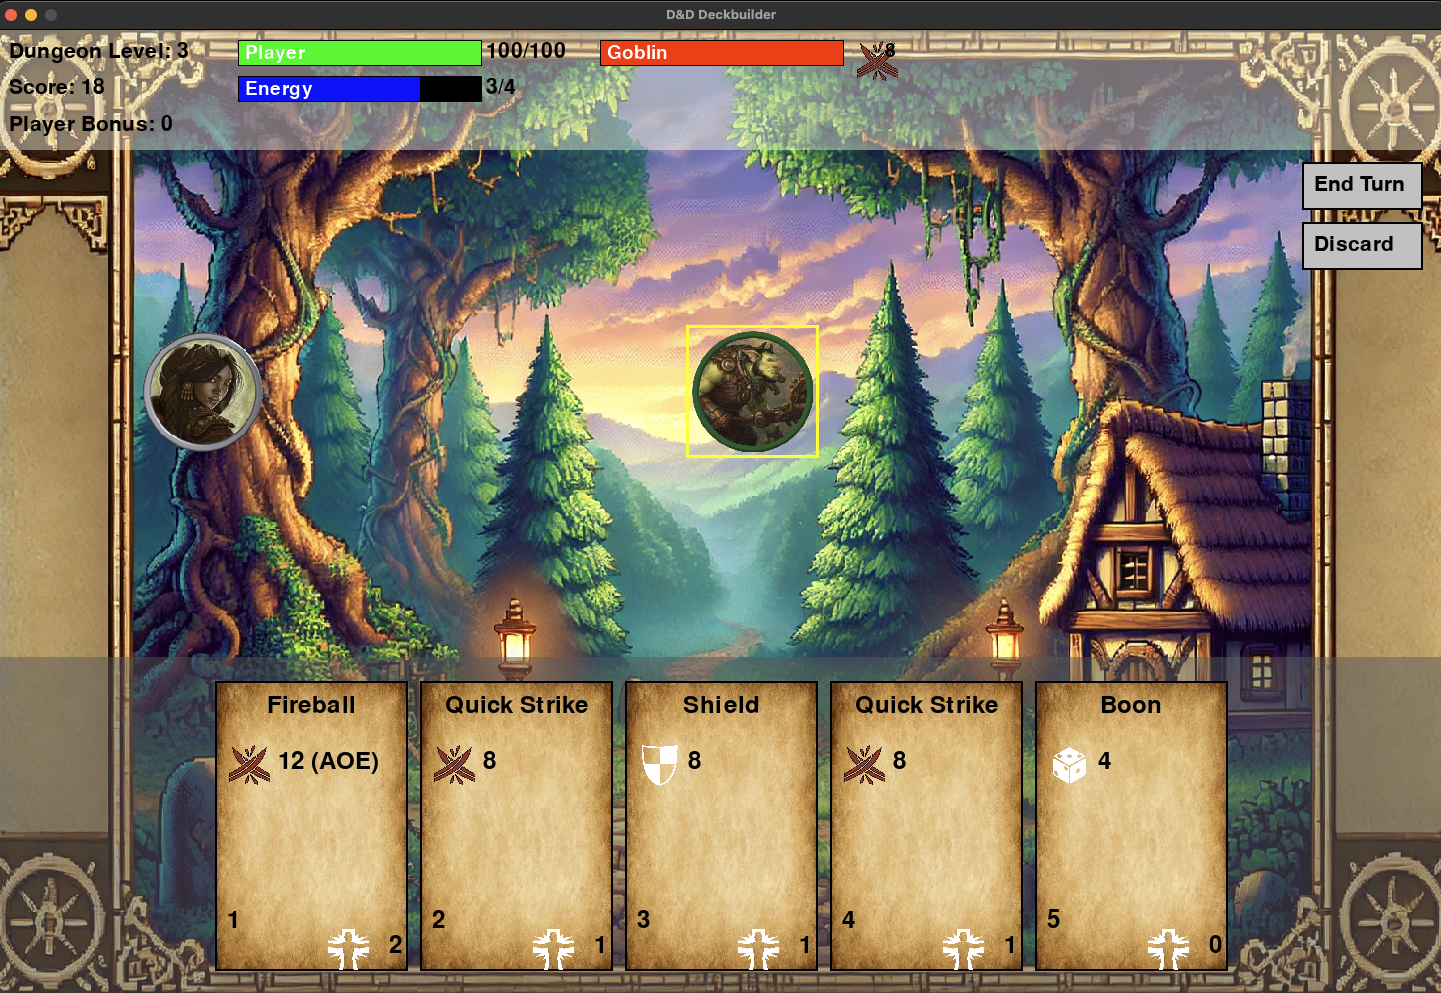 D&D Deckbuilder
Dungeon Level: 3
Player
100/100
Goblin
8
Score: 18
Energy
3/4
Player Bonus: 0
End Turn
Discard
Fireball
12 (AOE)
1
2
Quick Strike
8
2
1
Shield
8
3
1
Quick Strike
8
4
1
Boon
4
5
0